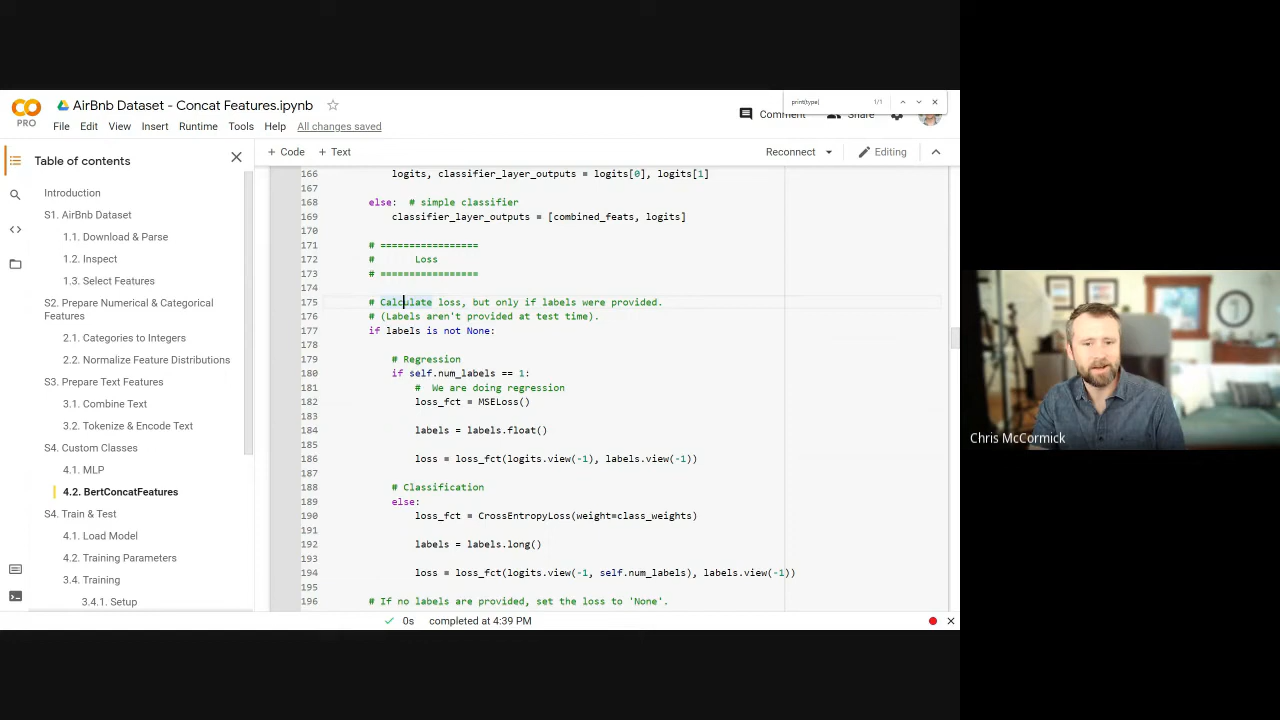 AirBnb Dataset - Concat Features.ipynb
PRO
File Edit View Insert Runtime Tools Help All changes saved
print(type| 1/1
Comment Share
+ Code + Text
Reconnect Editing
Table of contents
Introduction
S1. AirBnb Dataset
1.1. Download & Parse
1.2. Inspect
1.3. Select Features
S2. Prepare Numerical & Categorical
Features
2.1. Categories to Integers
2.2. Normalize Feature Distributions
S3. Prepare Text Features
3.1. Combine Text
3.2. Tokenize & Encode Text
S4. Custom Classes
4.1. MLP
4.2. BertConcatFeatures
S4. Train & Test
4.1. Load Model
4.2. Training Parameters
3.4. Training
3.4.1. Setup
166 logits, classifier_layer_outputs = logits[0], logits[1]
167
168 else: # simple classifier
169 classifier_layer_outputs = [combined_feats, logits]
170
171 # =================
172 # Loss
173 # =================
174
175 # Calculate loss, but only if labels were provided.
176 # (Labels aren't provided at test time).
177 if labels is not None:
178
179 # Regression
180 if self.num_labels == 1:
181 # We are doing regression
182 loss_fct = MSELoss()
183
184 labels = labels.float()
185
186 loss = loss_fct(logits.view(-1), labels.view(-1))
187
188 # Classification
189 else:
190 loss_fct = CrossEntropyLoss(weight=class_weights)
191
192 labels = labels.long()
193
194 loss = loss_fct(logits.view(-1, self.num_labels), labels.view(-1))
195
196 # If no labels are provided, set the loss to 'None'.
0s completed at 4:39 PM
Chris McCormick